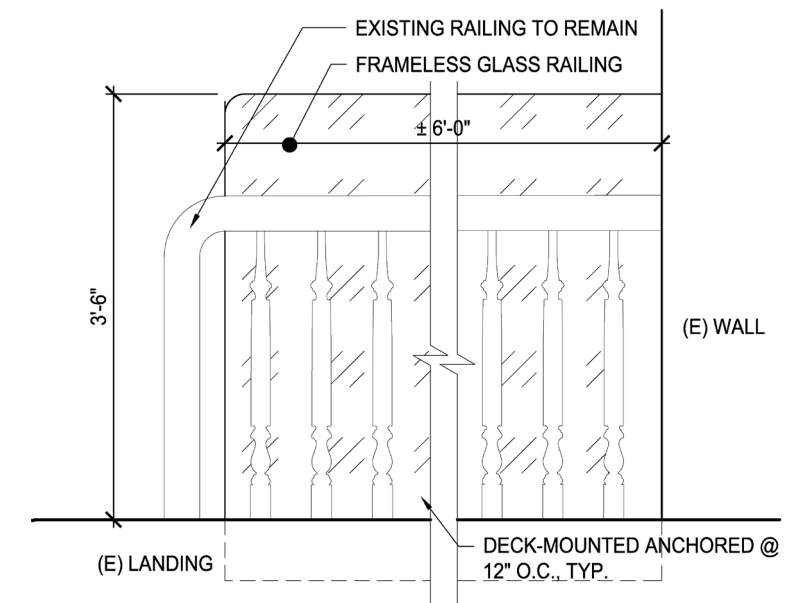 EXISTING RAILING TO REMAIN
FRAMELESS GLASS RAILING
± 6'-0"
3'-6"
(E) WALL
(E) LANDING
DECK-MOUNTED ANCHORED @
12" O.C., TYP.